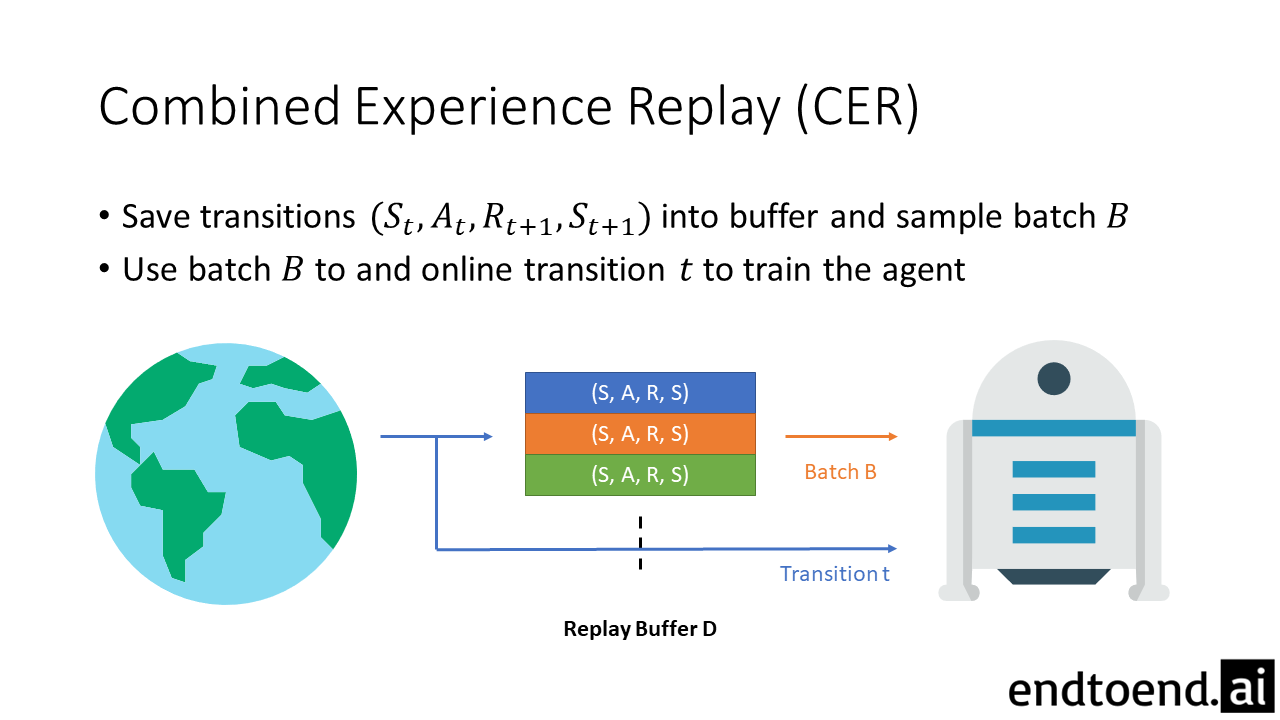 Combined Experience Replay (CER)
• Save transitions (S_t, A_t, R_{t+1}, S_{t+1}) into buffer and sample batch B
• Use batch B to and online transition t to train the agent
(S, A, R, S)
(S, A, R, S)
(S, A, R, S)
Batch B
Transition t
Replay Buffer D
endtoend.ai